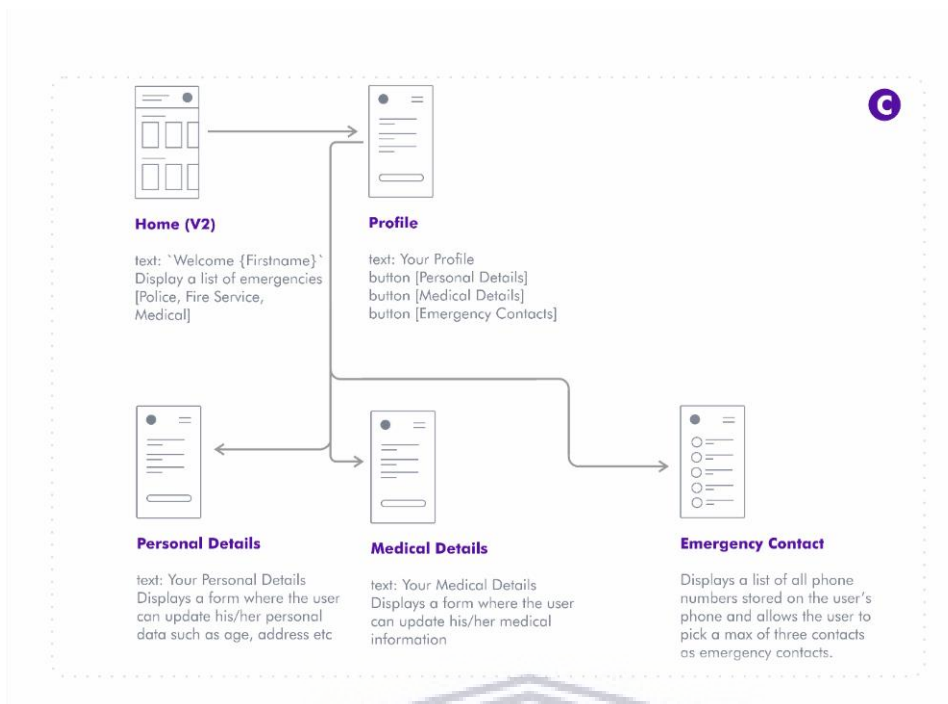 C
Home (V2)
text: `Welcome {Firstname}`
Display a list of emergencies
[Police, Fire Service,
Medical]
Profile
text: Your Profile
button [Personal Details]
button [Medical Details]
button [Emergency Contacts]
Personal Details
text: Your Personal Details
Displays a form where the user
can update his/her personal
data such as age, address etc
Medical Details
text: Your Medical Details
Displays a form where the user
can update his/her medical
information
Emergency Contact
Displays a list of all phone
numbers stored on the user's
phone and allows the user to
pick a max of three contacts
as emergency contacts.